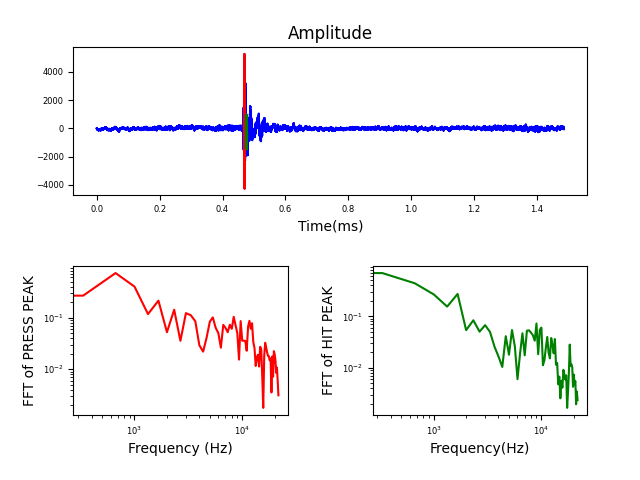 Amplitude
4000
2000
0
−2000
−4000
0.0 0.2 0.4 0.6 0.8 1.0 1.2 1.4
Time(ms)
FFT of PRESS PEAK
10⁻¹
10⁻²
10³ 10⁴
Frequency (Hz)
FFT of HIT PEAK
10⁻¹
10⁻²
10³ 10⁴
Frequency(Hz)